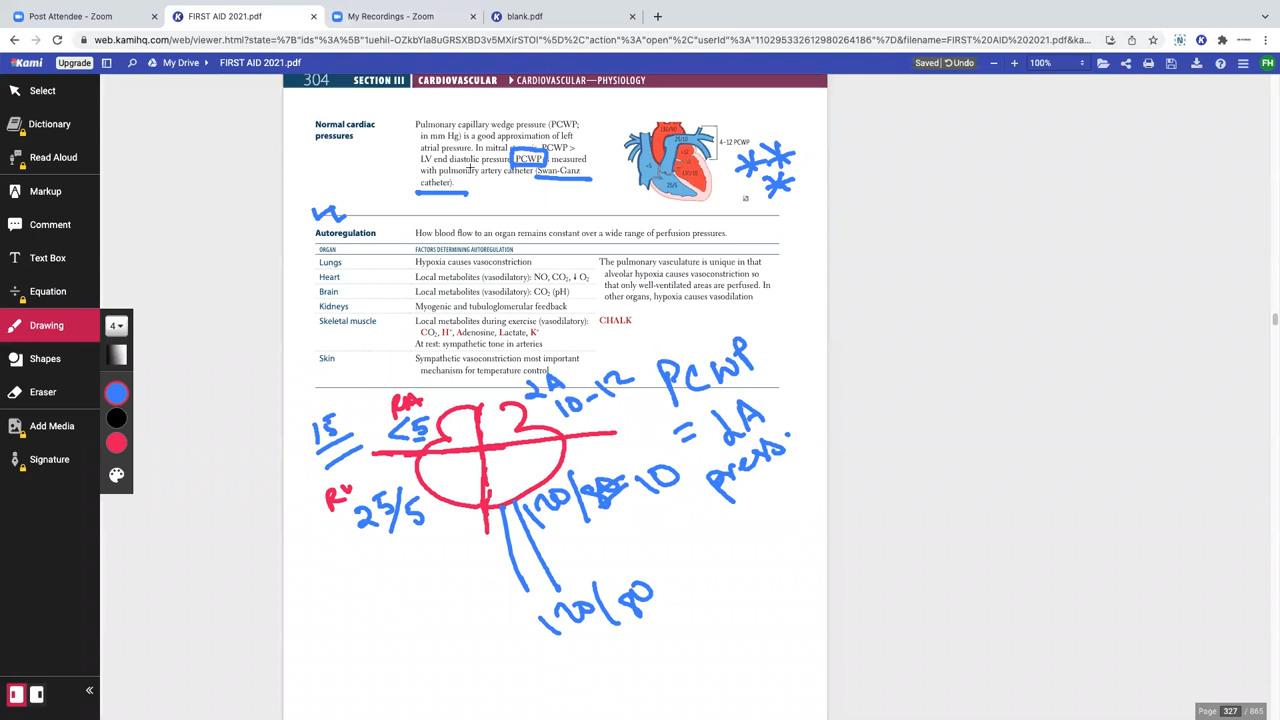 Post Attendee - Zoom
FIRST AID 2021.pdf
My Recordings - Zoom
blank.pdf
web.kamihq.com/web/viewer.html?state=%7B"ids"%3A%5B"1uehiI-OZkbYIa8uGRSXBD3v5MXirSTOI"%5D%2C"action"%3A"open"%2C"userId"%3A"110295332612980264186"%7D&filename=FIRST%20AID%202021.pdf&ka...
Kami
Upgrade
My Drive
FIRST AID 2021.pdf
Saved
Undo
100%
FH
Select
Dictionary
Read Aloud
Markup
Comment
Text Box
Equation
Drawing
Shapes
Eraser
Add Media
Signature
4
304 SECTION III CARDIOVASCULAR CARDIOVASCULAR—PHYSIOLOGY
Normal cardiac
pressures
Pulmonary capillary wedge pressure (PCWP;
in mm Hg) is a good approximation of left
atrial pressure. In mitral PCWP >
LV end diastolic pressure. PCWP is measured
with pulmonary artery catheter (Swan-Ganz
catheter).
25/10
4–12 PCWP
<5
25/5
Autoregulation
How blood flow to an organ remains constant over a wide range of perfusion pressures.
ORGAN
FACTORS DETERMINING AUTOREGULATION
Lungs
Hypoxia causes vasoconstriction
Heart
Local metabolites (vasodilatory): NO, CO2, ↓ O2
Brain
Local metabolites (vasodilatory): CO2 (pH)
Kidneys
Myogenic and tubuloglomerular feedback
Skeletal muscle
Local metabolites during exercise (vasodilatory):
CO2, H+, Adenosine, Lactate, K+
At rest: sympathetic tone in arteries
Skin
Sympathetic vasoconstriction most important
mechanism for temperature control
The pulmonary vasculature is unique in that
alveolar hypoxia causes vasoconstriction so
that only well-ventilated areas are perfused. In
other organs, hypoxia causes vasodilation
CHALK
15
RA
<5
LA
10-12
PCWP
= LA
press.
RV
25/5
120/
10
120/80
Page 327 / 865